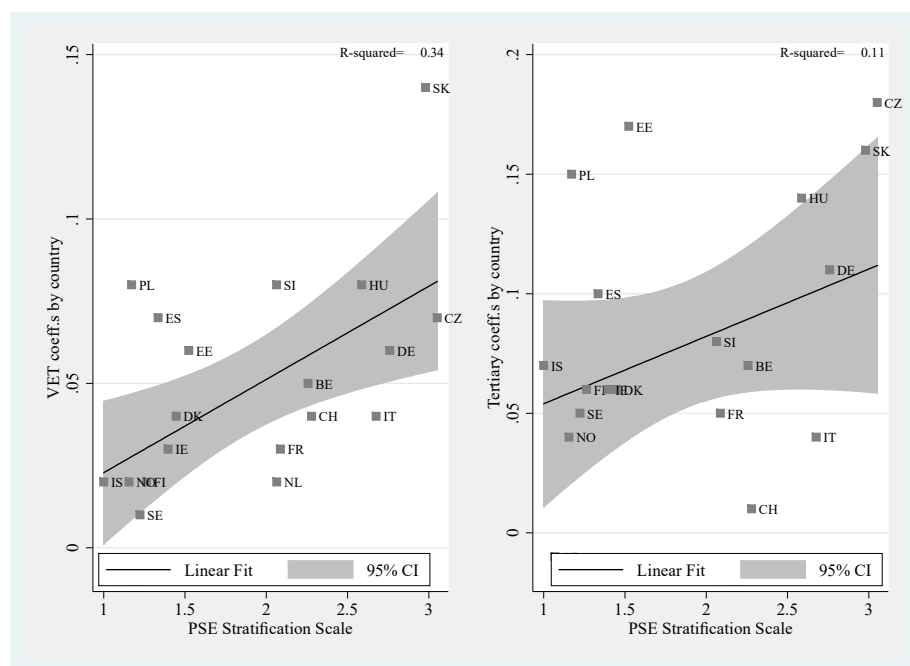 R-squared= 0.34
.15
.1
.05
0
VET coeff.s by country
SK
PL
SI
HU
ES
CZ
EE
DE
BE
DK
CH
IT
IE
FR
IS
NO
FI
NL
SE
Linear Fit
95% CI
1
1.5
2
2.5
3
PSE Stratification Scale
R-squared= 0.11
.2
.15
.1
.05
0
Tertiary coeff.s by country
CZ
EE
SK
PL
HU
DE
ES
SI
IS
BE
FI
IE
DK
SE
FR
NO
IT
CH
Linear Fit
95% CI
1
1.5
2
2.5
3
PSE Stratification Scale